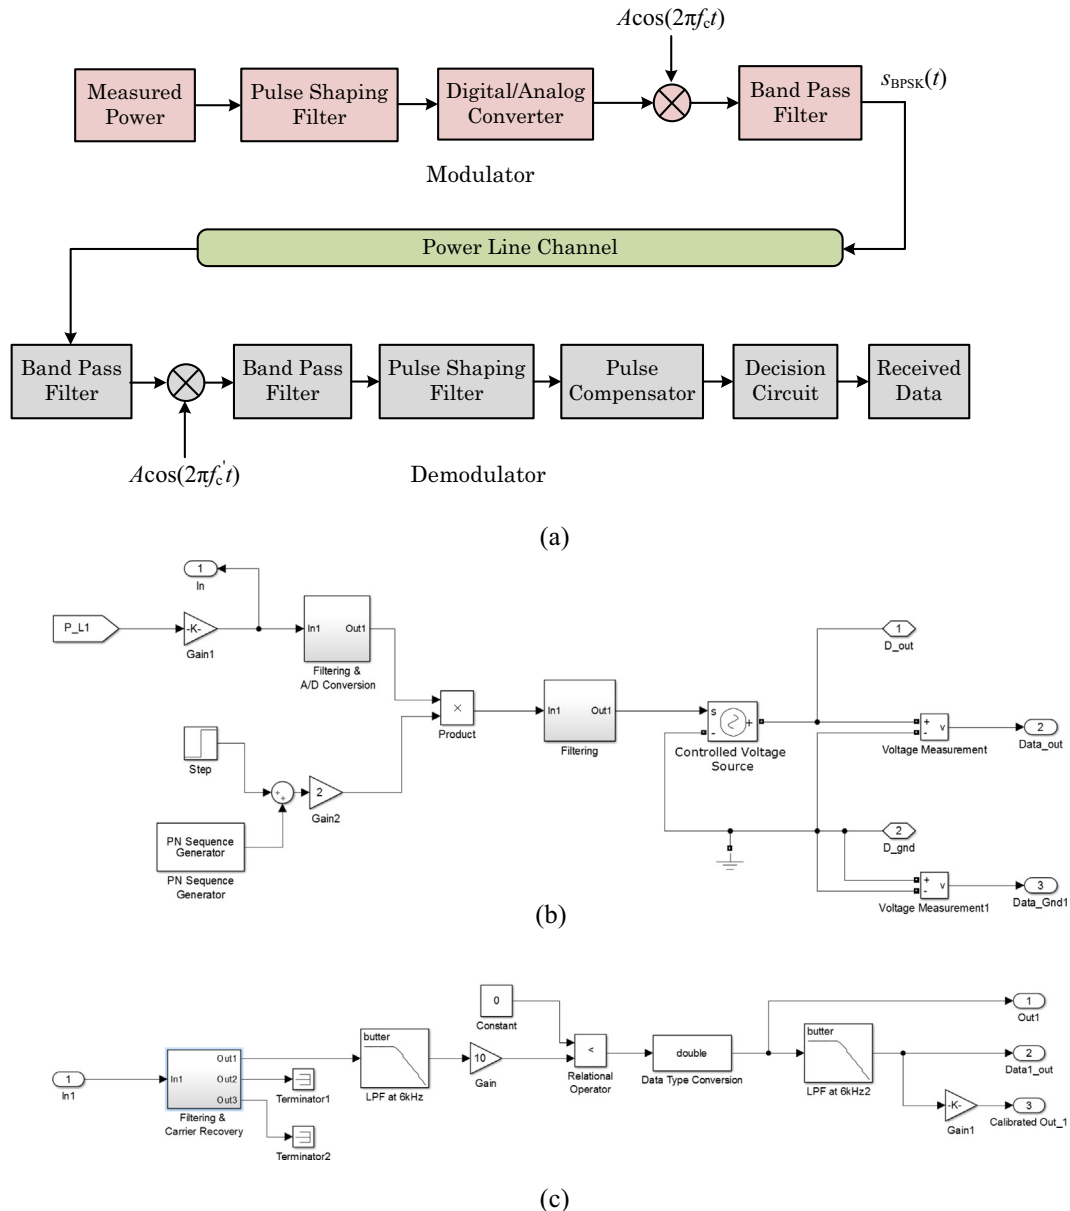 Acos(2πf_c t)
s_BPSK(t)
Measured
Power
Pulse Shaping
Filter
Digital/Analog
Converter
Band Pass
Filter
Modulator
Power Line Channel
Band Pass
Filter
Band Pass
Filter
Pulse Shaping
Filter
Pulse
Compensator
Decision
Circuit
Received
Data
Acos(2πf_c't)
Demodulator
(a)
1
In
P_L1
-K-
Gain1
In1 Out1
Filtering &
A/D Conversion
×
Product
Step
+
+
2
Gain2
PN Sequence
Generator
PN Sequence
Generator
In1 Out1
Filtering
s
-
+
Controlled Voltage
Source
1
D_out
+
-
v
Voltage Measurement
2
Data_out
2
D_gnd
+
-
v
Voltage Measurement1
3
Data_Gnd1
(b)
1
In1
In1
Out1
Out2
Out3
Filtering &
Carrier Recovery
Terminator1
Terminator2
butter
LPF at 6kHz
10
Gain
0
Constant
<
Relational
Operator
double
Data Type Conversion
butter
LPF at 6kHz2
1
Out1
2
Data1_out
-K-
Gain1
3
Calibrated Out_1
(c)